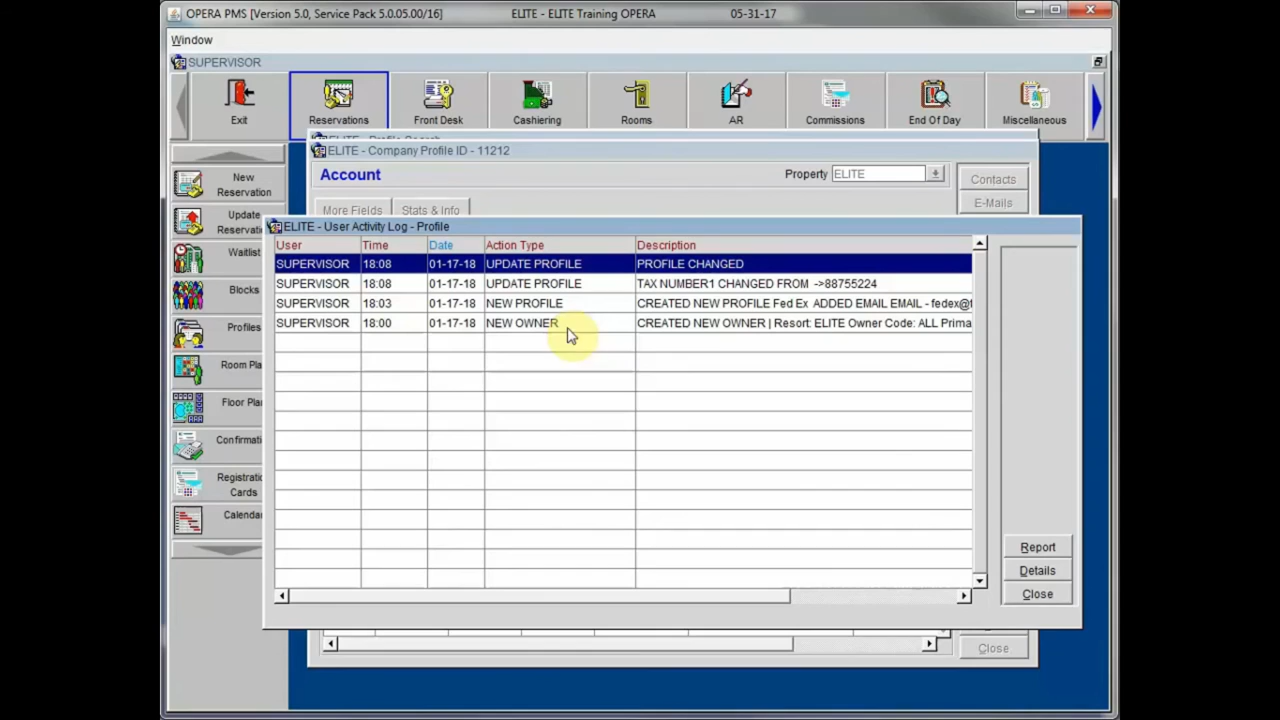 OPERA PMS [Version 5.0, Service Pack 5.0.05.00/16] ELITE - ELITE Training OPERA 05-31-17
Window
SUPERVISOR
Exit Reservations Front Desk Cashiering Rooms AR Commissions End Of Day Miscellaneous
ELITE - Profile Search
ELITE - Company Profile ID - 11212
Account Property ELITE Contacts
More Fields Stats & Info E-Mails
New
Reservation
Update
Reservati
Waitlist
Blocks
Profiles
Room Pla
Floor Pla
Confirmati
Registratio
Cards
Calenda
ELITE - User Activity Log - Profile
User Time Date Action Type Description
SUPERVISOR 18:08 01-17-18 UPDATE PROFILE PROFILE CHANGED
SUPERVISOR 18:08 01-17-18 UPDATE PROFILE TAX NUMBER1 CHANGED FROM ->88755224
SUPERVISOR 18:03 01-17-18 NEW PROFILE CREATED NEW PROFILE Fed Ex ADDED EMAIL EMAIL - fedex@f
SUPERVISOR 18:00 01-17-18 NEW OWNER CREATED NEW OWNER | Resort: ELITE Owner Code: ALL Prima
Report
Details
Close
Close